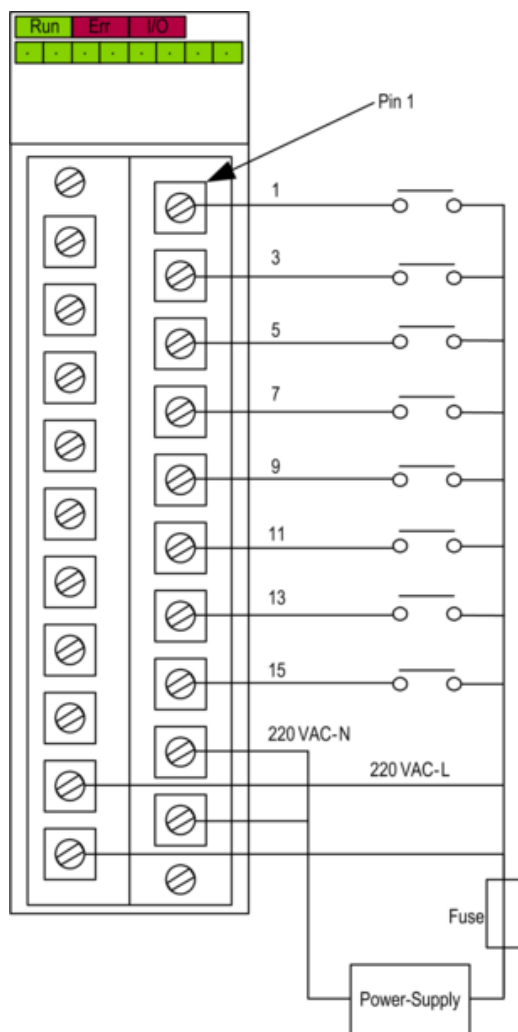 Run Err I/O
Pin 1
1
3
5
7
9
11
13
15
220 VAC-N
220 VAC-L
Fuse
Power-Supply